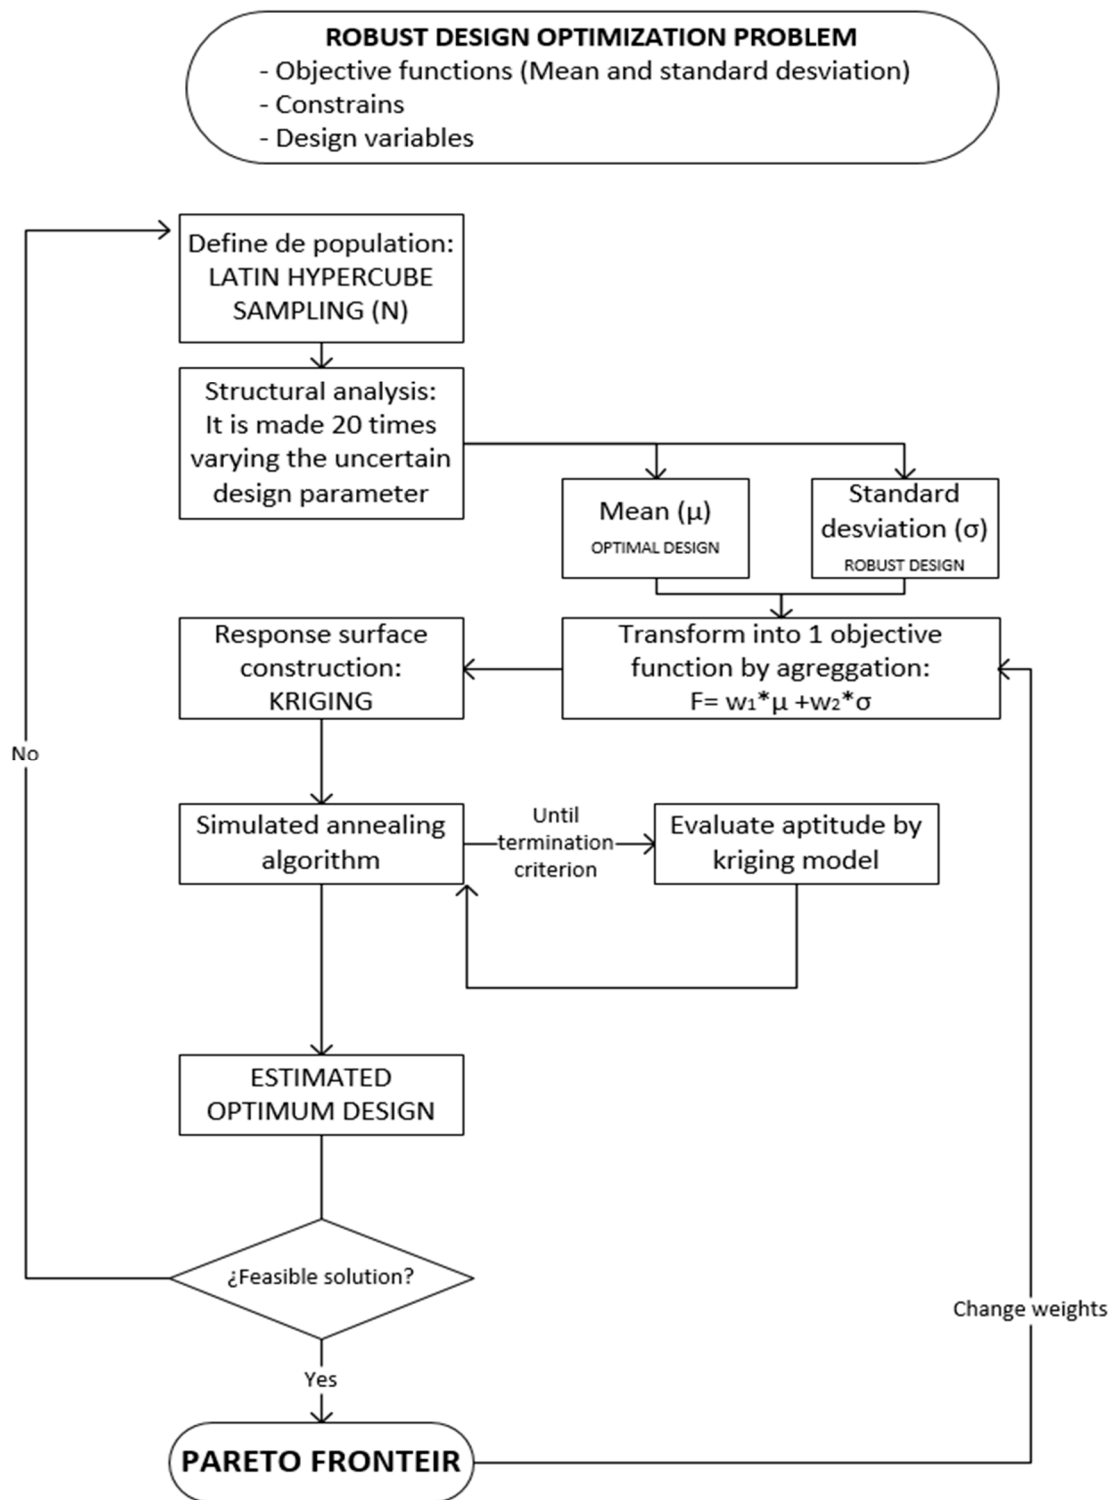 ROBUST DESIGN OPTIMIZATION PROBLEM
- Objective functions (Mean and standard desviation)
- Constrains
- Design variables
Define de population:
LATIN HYPERCUBE
SAMPLING (N)
Structural analysis:
It is made 20 times
varying the uncertain
design parameter
Mean (μ)
OPTIMAL DESIGN
Standard
desviation (σ)
ROBUST DESIGN
Transform into 1 objective
function by agreggation:
F= w₁*μ +w₂*σ
Response surface
construction:
KRIGING
No
Simulated annealing
algorithm
Until
termination
criterion
Evaluate aptitude by
kriging model
ESTIMATED
OPTIMUM DESIGN
¿Feasible solution?
Change weights
Yes
PARETO FRONTEIR